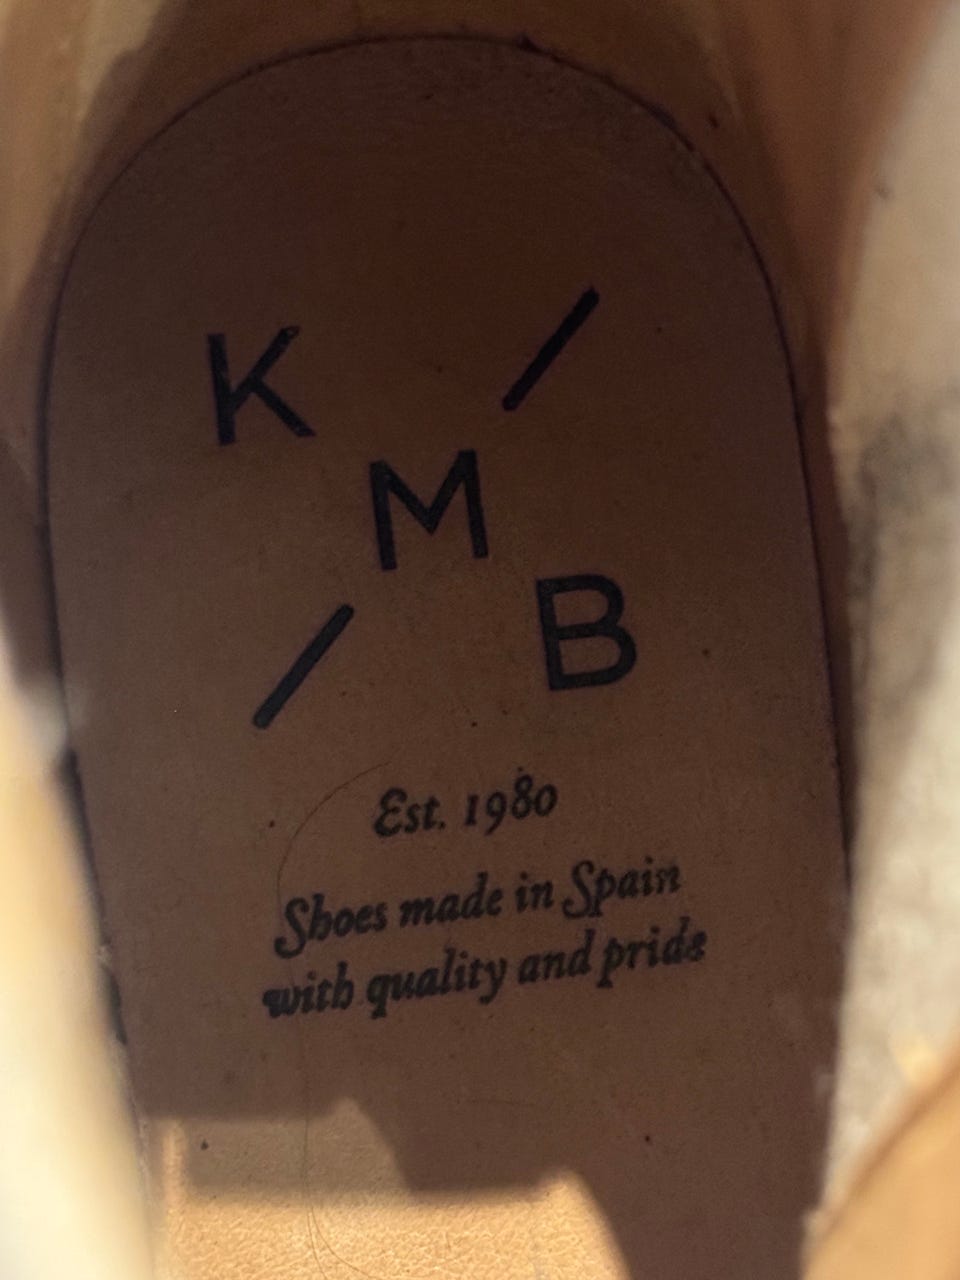 K /
M
/ B
Est. 1980
Shoes made in Spain
with quality and pride